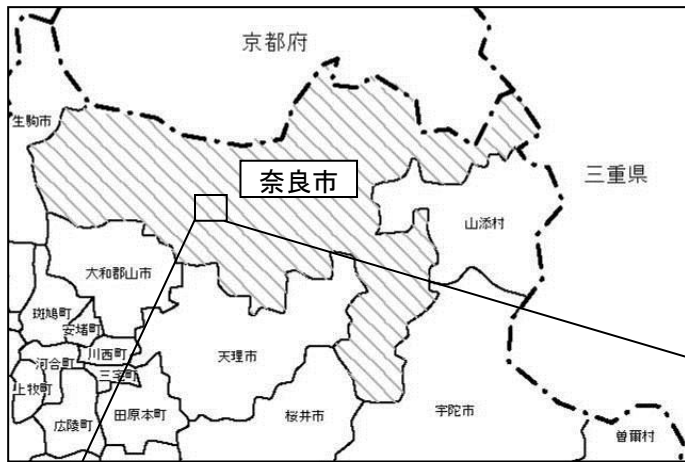 京都府
生駒市
奈良市
三重県
山添村
大和郡山市
斑鳩町
安堵町
川西町
天理市
河合町
三宅町
上牧町
田原本町
桜井市
宇陀市
広陵町
曽爾村